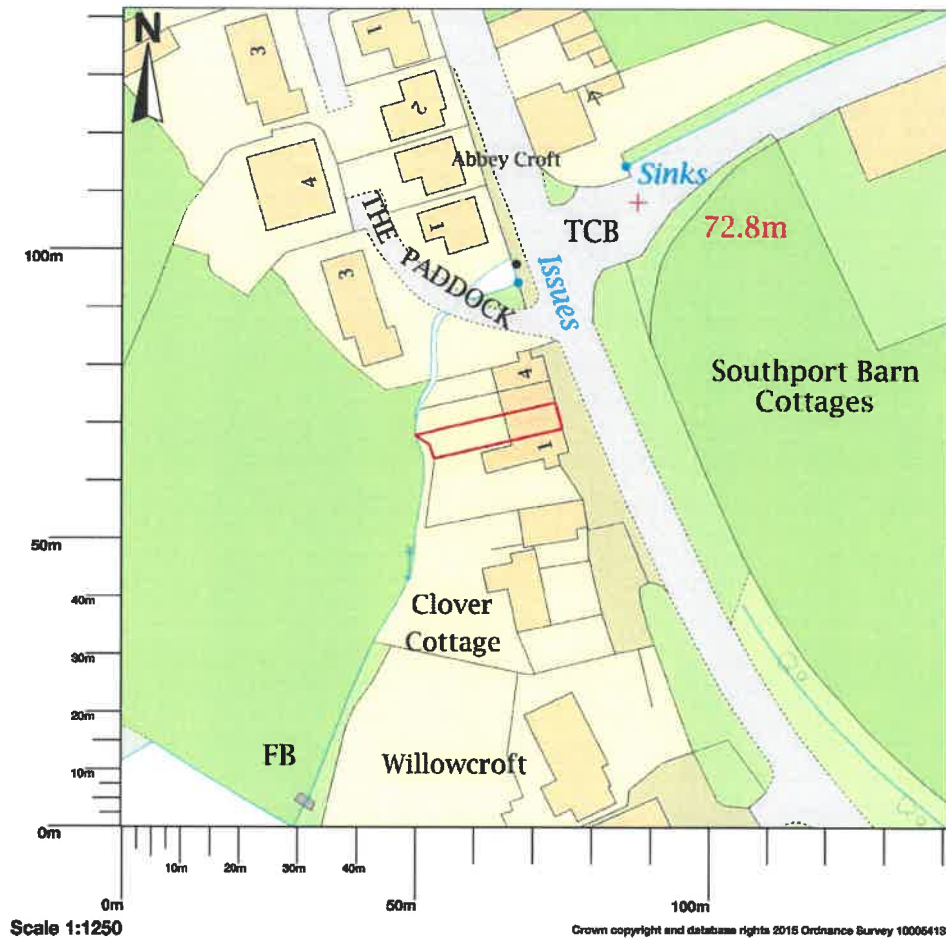 N
3
1
2
4
Abbey Croft
Sinks
4
THE PADDOCK
1
TCB
72.8m
100m
3
Issues
Southport Barn
Cottages
4
1
50m
40m
Clover
Cottage
30m
20m
FB
Willowcroft
10m
0m
10m
20m
30m
40m
0m
50m
100m
Scale 1:1250
Crown copyright and database rights 2015 Ordnance Survey 10005413